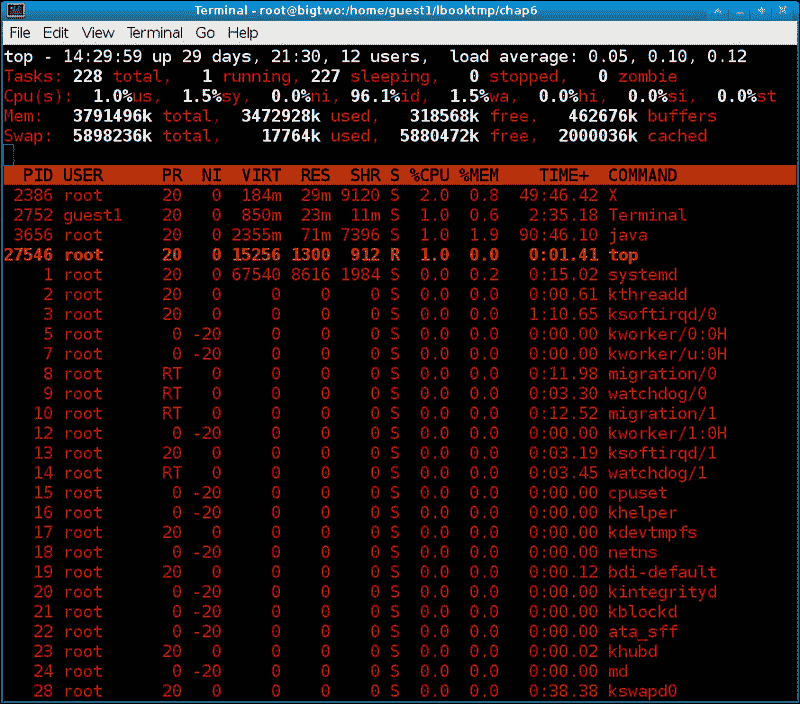 Terminal - root@bigtwo:/home/guest1/lbooktmp/chap6
File Edit View Terminal Go Help
top - 14:29:59 up 29 days, 21:30, 12 users,  load average: 0.05, 0.10, 0.12
Tasks: 228 total,   1 running, 227 sleeping,   0 stopped,   0 zombie
Cpu(s):  1.0%us,  1.5%sy,  0.0%ni, 96.1%id,  1.5%wa,  0.0%hi,  0.0%si,  0.0%st
Mem:   3791496k total,  3472928k used,   318568k free,   462676k buffers
Swap:  5898236k total,    17764k used,  5880472k free,  2000036k cached
PID USER      PR  NI  VIRT  RES  SHR S %CPU %MEM    TIME+  COMMAND
2386 root      20   0  184m  29m 9120 S  2.0  0.8  49:46.42 X
2752 guest1    20   0  850m  23m  11m S  1.0  0.6   2:35.18 Terminal
3656 root      20   0 2355m  71m 7396 S  1.0  1.9  90:46.10 java
27546 root      20   0 15256 1300  912 R  1.0  0.0   0:01.41 top
1 root      20   0 67540 8616 1984 S  0.0  0.2   0:15.02 systemd
2 root      20   0     0    0    0 S  0.0  0.0   0:00.61 kthreadd
3 root      20   0     0    0    0 S  0.0  0.0   1:10.65 ksoftirqd/0
5 root       0 -20     0    0    0 S  0.0  0.0   0:00.00 kworker/0:0H
7 root       0 -20     0    0    0 S  0.0  0.0   0:00.00 kworker/u:0H
8 root      RT   0     0    0    0 S  0.0  0.0   0:11.98 migration/0
9 root      RT   0     0    0    0 S  0.0  0.0   0:03.30 watchdog/0
10 root      RT   0     0    0    0 S  0.0  0.0   0:12.52 migration/1
12 root       0 -20     0    0    0 S  0.0  0.0   0:00.00 kworker/1:0H
13 root      20   0     0    0    0 S  0.0  0.0   0:03.19 ksoftirqd/1
14 root      RT   0     0    0    0 S  0.0  0.0   0:03.45 watchdog/1
15 root       0 -20     0    0    0 S  0.0  0.0   0:00.00 cpuset
16 root       0 -20     0    0    0 S  0.0  0.0   0:00.00 khelper
17 root      20   0     0    0    0 S  0.0  0.0   0:00.00 kdevtmpfs
18 root       0 -20     0    0    0 S  0.0  0.0   0:00.00 netns
19 root      20   0     0    0    0 S  0.0  0.0   0:00.12 bdi-default
20 root       0 -20     0    0    0 S  0.0  0.0   0:00.00 kintegrityd
21 root       0 -20     0    0    0 S  0.0  0.0   0:00.00 kblockd
22 root       0 -20     0    0    0 S  0.0  0.0   0:00.00 ata_sff
23 root      20   0     0    0    0 S  0.0  0.0   0:00.02 khubd
24 root       0 -20     0    0    0 S  0.0  0.0   0:00.00 md
28 root      20   0     0    0    0 S  0.0  0.0   0:38.38 kswapd0